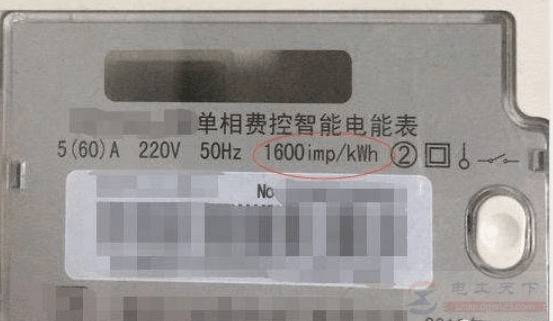 单相费控智能电能表
5(60)A 220V 50Hz 1600imp/kWh ②
No
电工天下